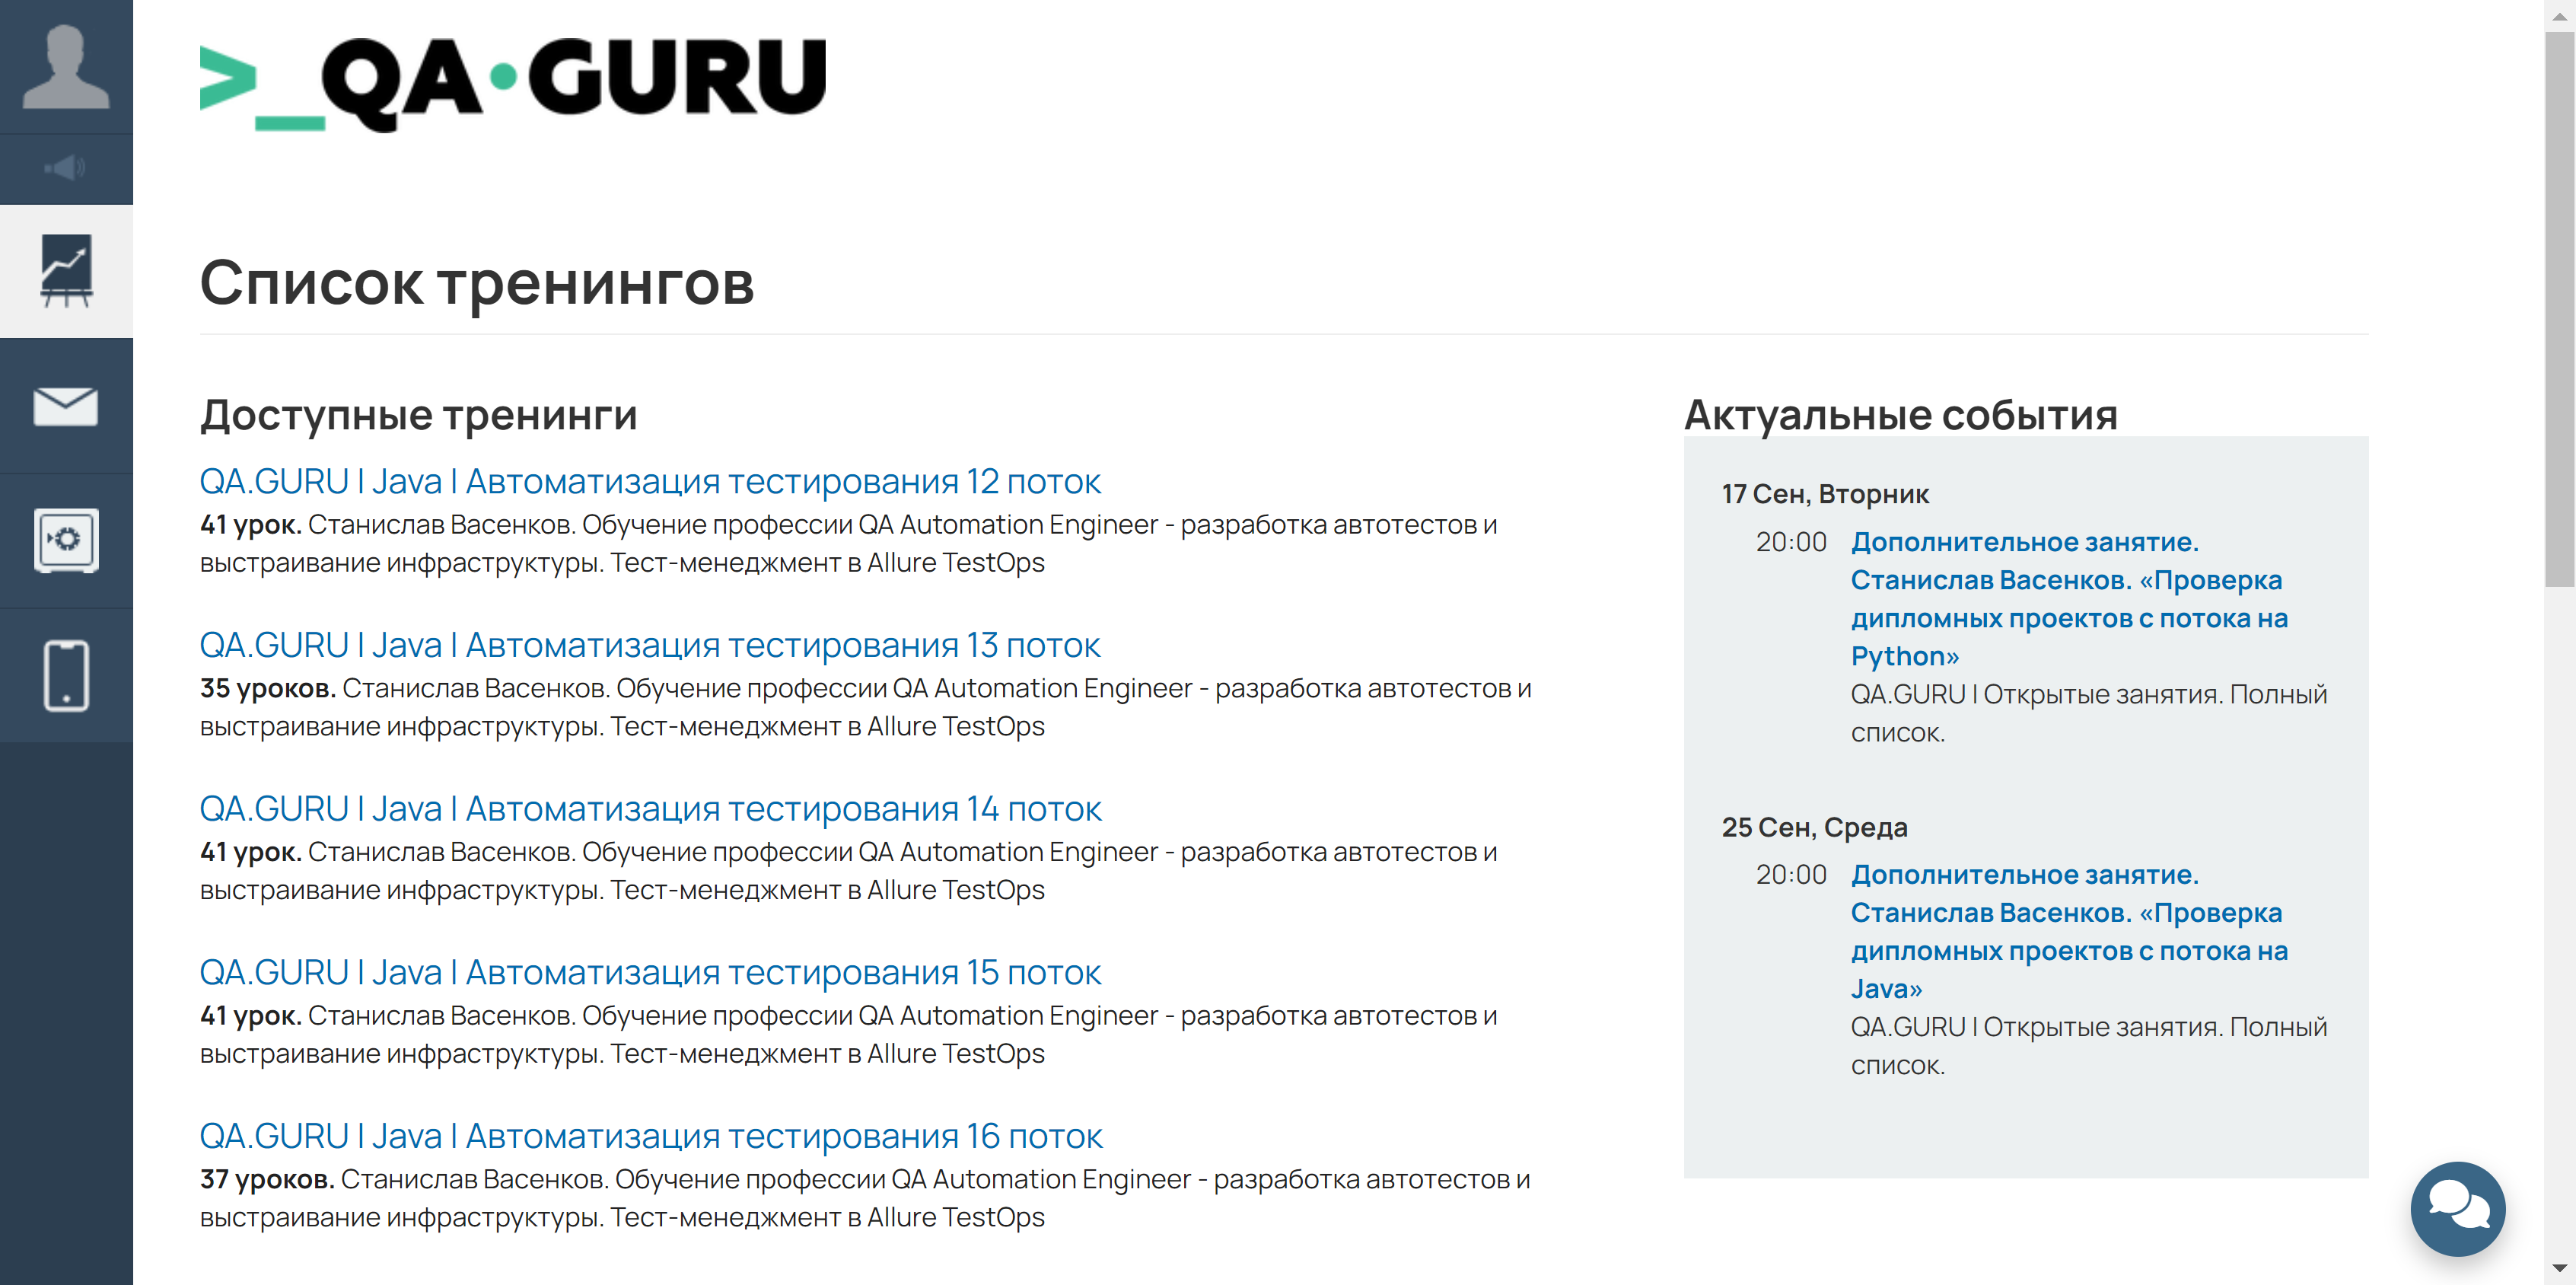 >_QA•GURU
Список тренингов
Доступные тренинги
QA.GURU | Java | Автоматизация тестирования 12 поток
41 урок. Станислав Васенков. Обучение профессии QA Automation Engineer - разработка автотестов и
выстраивание инфраструктуры. Тест-менеджмент в Allure TestOps
QA.GURU | Java | Автоматизация тестирования 13 поток
35 уроков. Станислав Васенков. Обучение профессии QA Automation Engineer - разработка автотестов и
выстраивание инфраструктуры. Тест-менеджмент в Allure TestOps
QA.GURU | Java | Автоматизация тестирования 14 поток
41 урок. Станислав Васенков. Обучение профессии QA Automation Engineer - разработка автотестов и
выстраивание инфраструктуры. Тест-менеджмент в Allure TestOps
QA.GURU | Java | Автоматизация тестирования 15 поток
41 урок. Станислав Васенков. Обучение профессии QA Automation Engineer - разработка автотестов и
выстраивание инфраструктуры. Тест-менеджмент в Allure TestOps
QA.GURU | Java | Автоматизация тестирования 16 поток
37 уроков. Станислав Васенков. Обучение профессии QA Automation Engineer - разработка автотестов и
выстраивание инфраструктуры. Тест-менеджмент в Allure TestOps
Актуальные события
17 Сен, Вторник
20:00 Дополнительное занятие.
Станислав Васенков. «Проверка
дипломных проектов с потока на
Python»
QA.GURU | Открытые занятия. Полный
список.
25 Сен, Среда
20:00 Дополнительное занятие.
Станислав Васенков. «Проверка
дипломных проектов с потока на
Java»
QA.GURU | Открытые занятия. Полный
список.